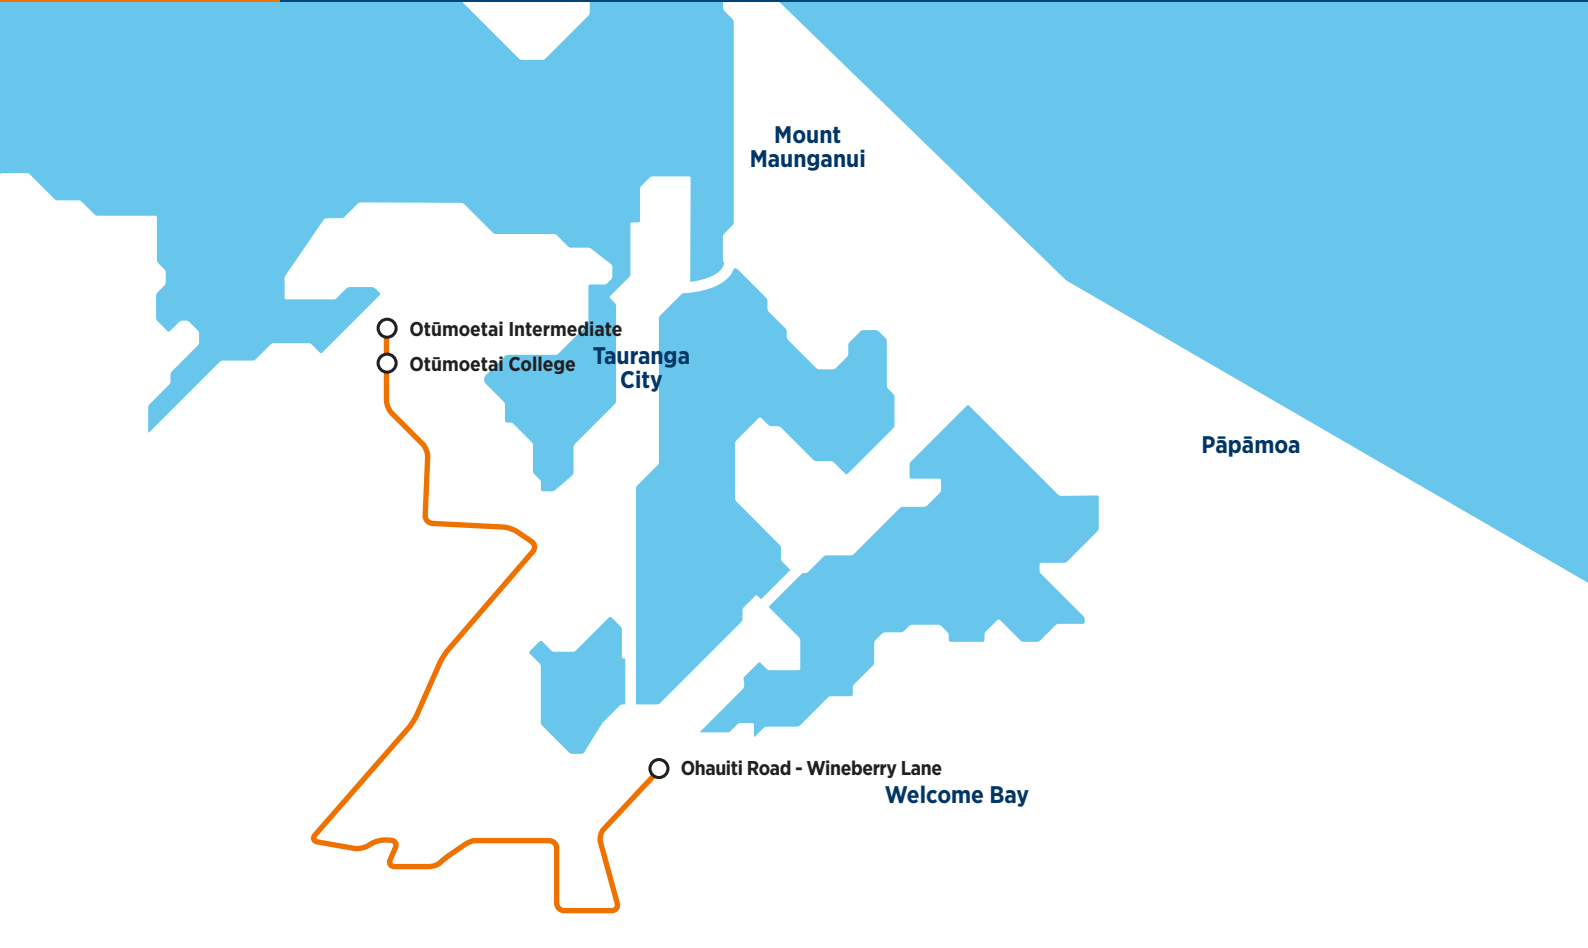 Mount
Maunganui
Otūmoetai Intermediate
Tauranga
City
Otūmoetai College
Pāpāmoa
Ohauiti Road - Wineberry Lane
Welcome Bay